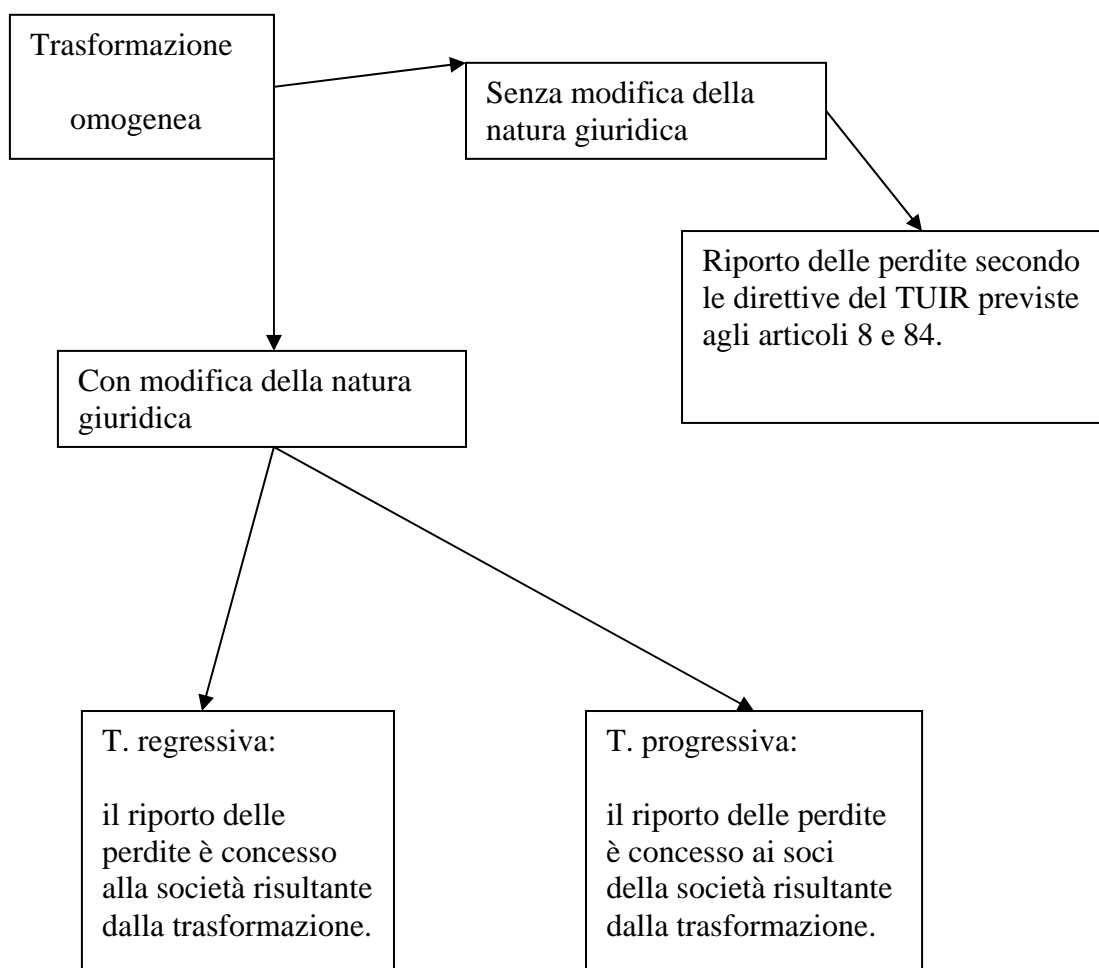 Trasformazione
omogenea
Senza modifica della
natura giuridica
Riporto delle perdite secondo
le direttive del TUIR previste
agli articoli 8 e 84.
Con modifica della natura
giuridica
T. regressiva:
il riporto delle
perdite è concesso
alla società risultante
dalla trasformazione.
T. progressiva:
il riporto delle perdite
è concesso ai soci
della società risultante
dalla trasformazione.